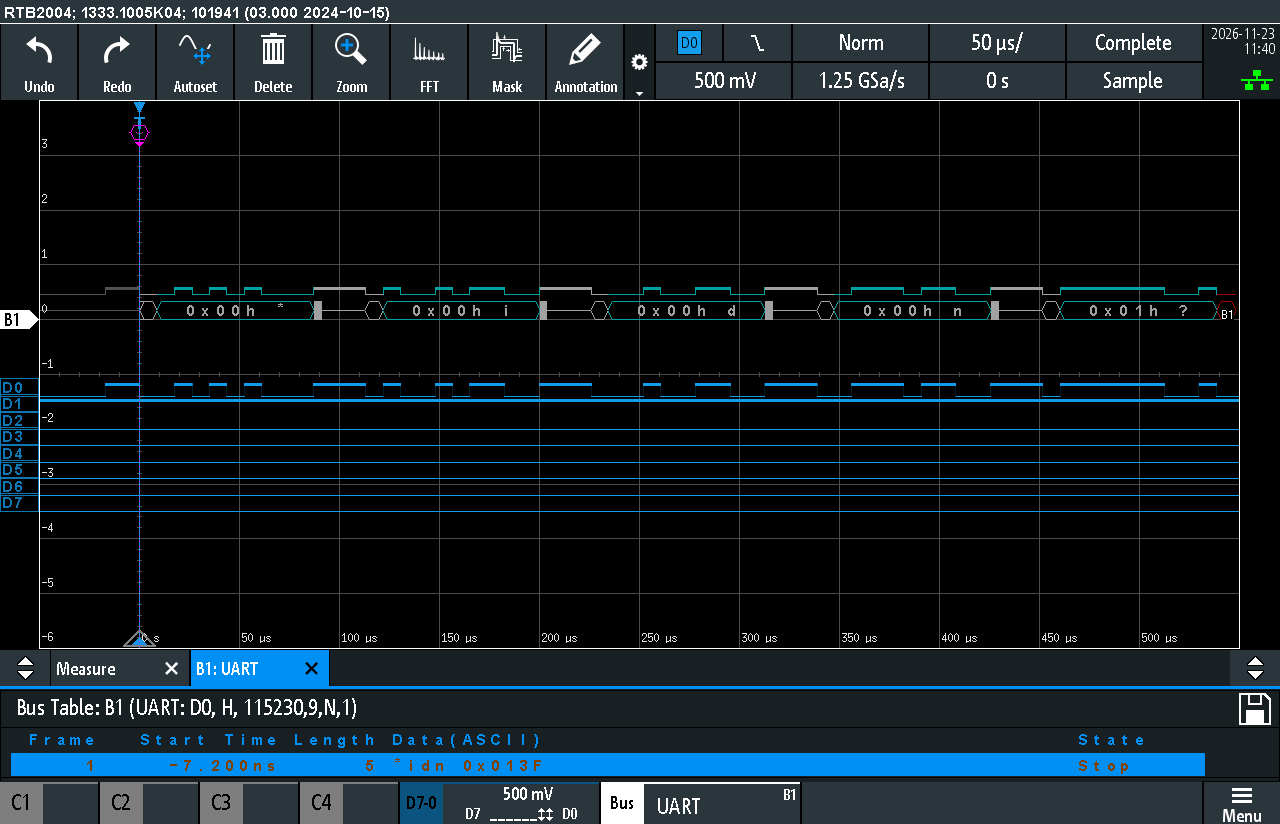 RTB2004; 1333.1005K04; 101941 (03.000 2024-10-15)
Undo
Redo
Autoset
Delete
Zoom
FFT
Mask
Annotation
D0
Norm
50 µs/
Complete
500 mV
1.25 GSa/s
0 s
Sample
2026-11-23
11:40
T
3
2
1
0
-1
-2
-3
-4
-5
-6
B1
0x00h *
0x00h i
0x00h d
0x00h n
0x01h ?
B1
D0
D1
D2
D3
D4
D5
D6
D7
0 s
50 µs
100 µs
150 µs
200 µs
250 µs
300 µs
350 µs
400 µs
450 µs
500 µs
Measure
B1: UART
Bus Table: B1 (UART: D0, H, 115230,9,N,1)
Frame Start Time Length Data(ASCII) State
1 -7.200ns 5 *idn 0x013F Stop
C1
C2
C3
C4
D7-0
500 mV
D7 D0
Bus
UART
B1
Menu